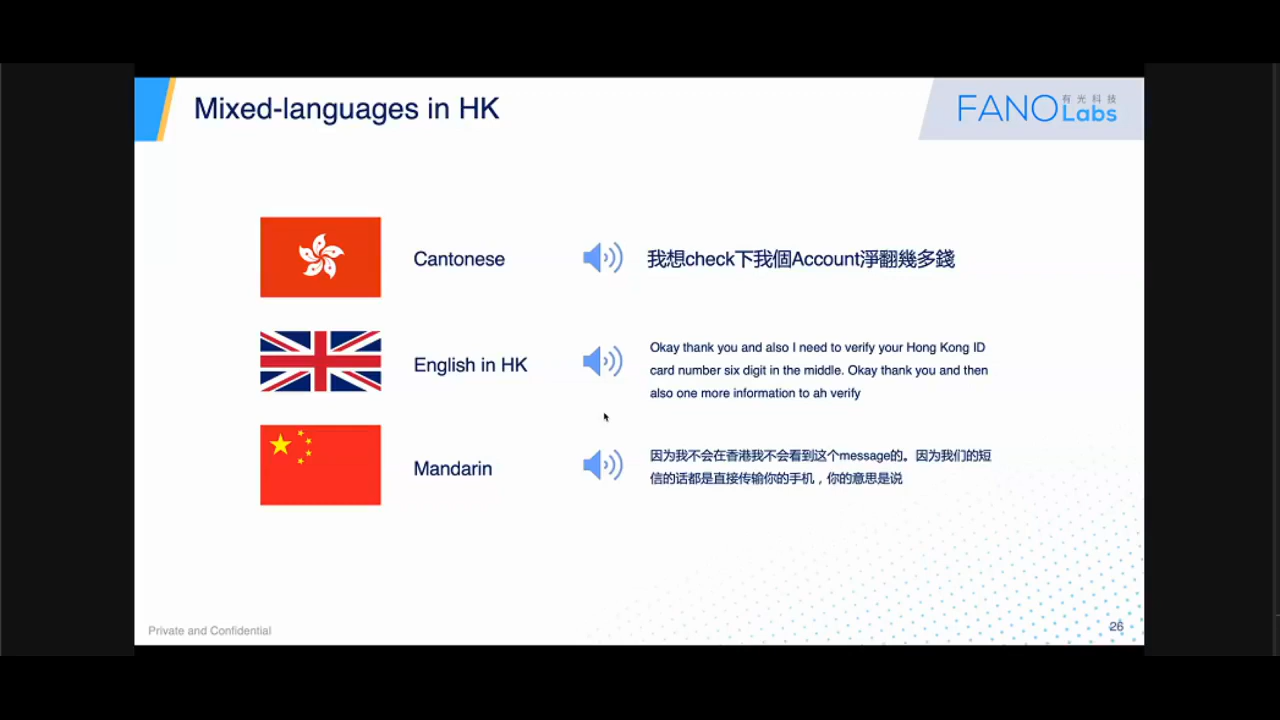 Mixed-languages in HK
FANO Labs
有光科技
Cantonese
我想check下我個Account淨翻幾多錢
English in HK
Okay thank you and also I need to verify your Hong Kong ID
card number six digit in the middle. Okay thank you and then
also one more information to ah verify
Mandarin
因为我不会在香港我不会看到这个message的。因为我们的短
信的话都是直接传输你的手机，你的意思是说
Private and Confidential
26